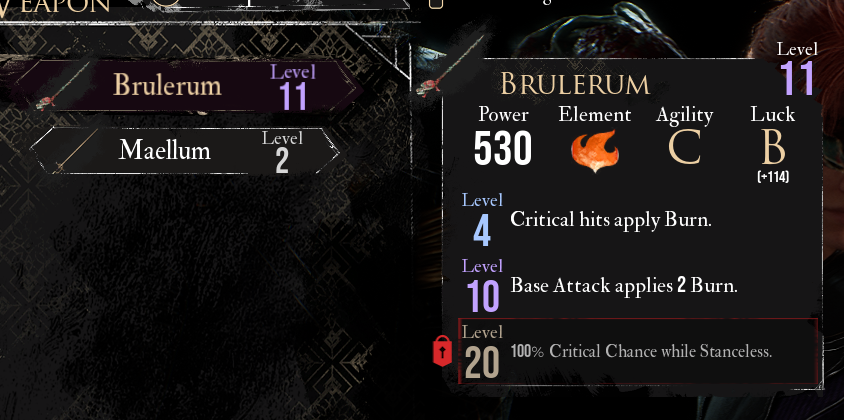 WEAPON
Brulerum
Level
11
Maellum
Level
2
Level
11
BRULERUM
Power
Element
Agility
Luck
530
C
B
(+114)
Level
4
Critical hits apply Burn.
Level
10
Base Attack applies 2 Burn.
Level
20
100% Critical Chance while Stanceless.